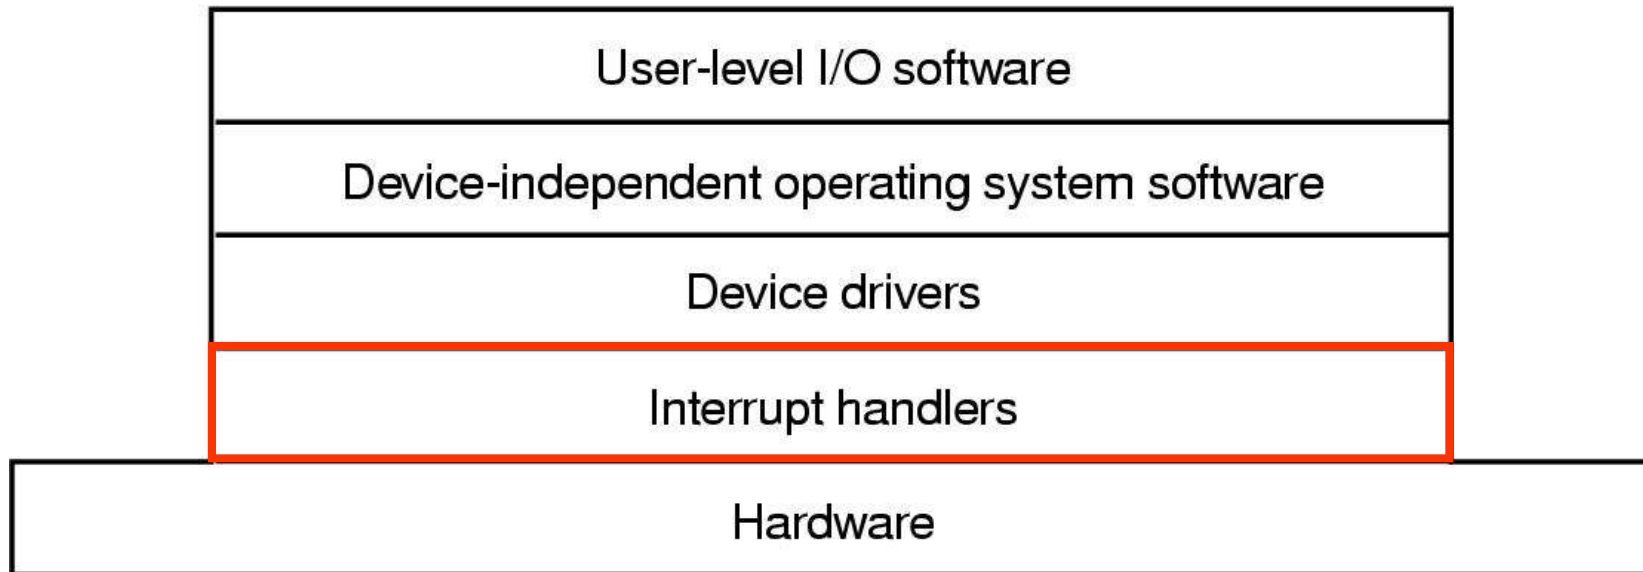 User-level I/O software
Device-independent operating system software
Device drivers
Interrupt handlers
Hardware